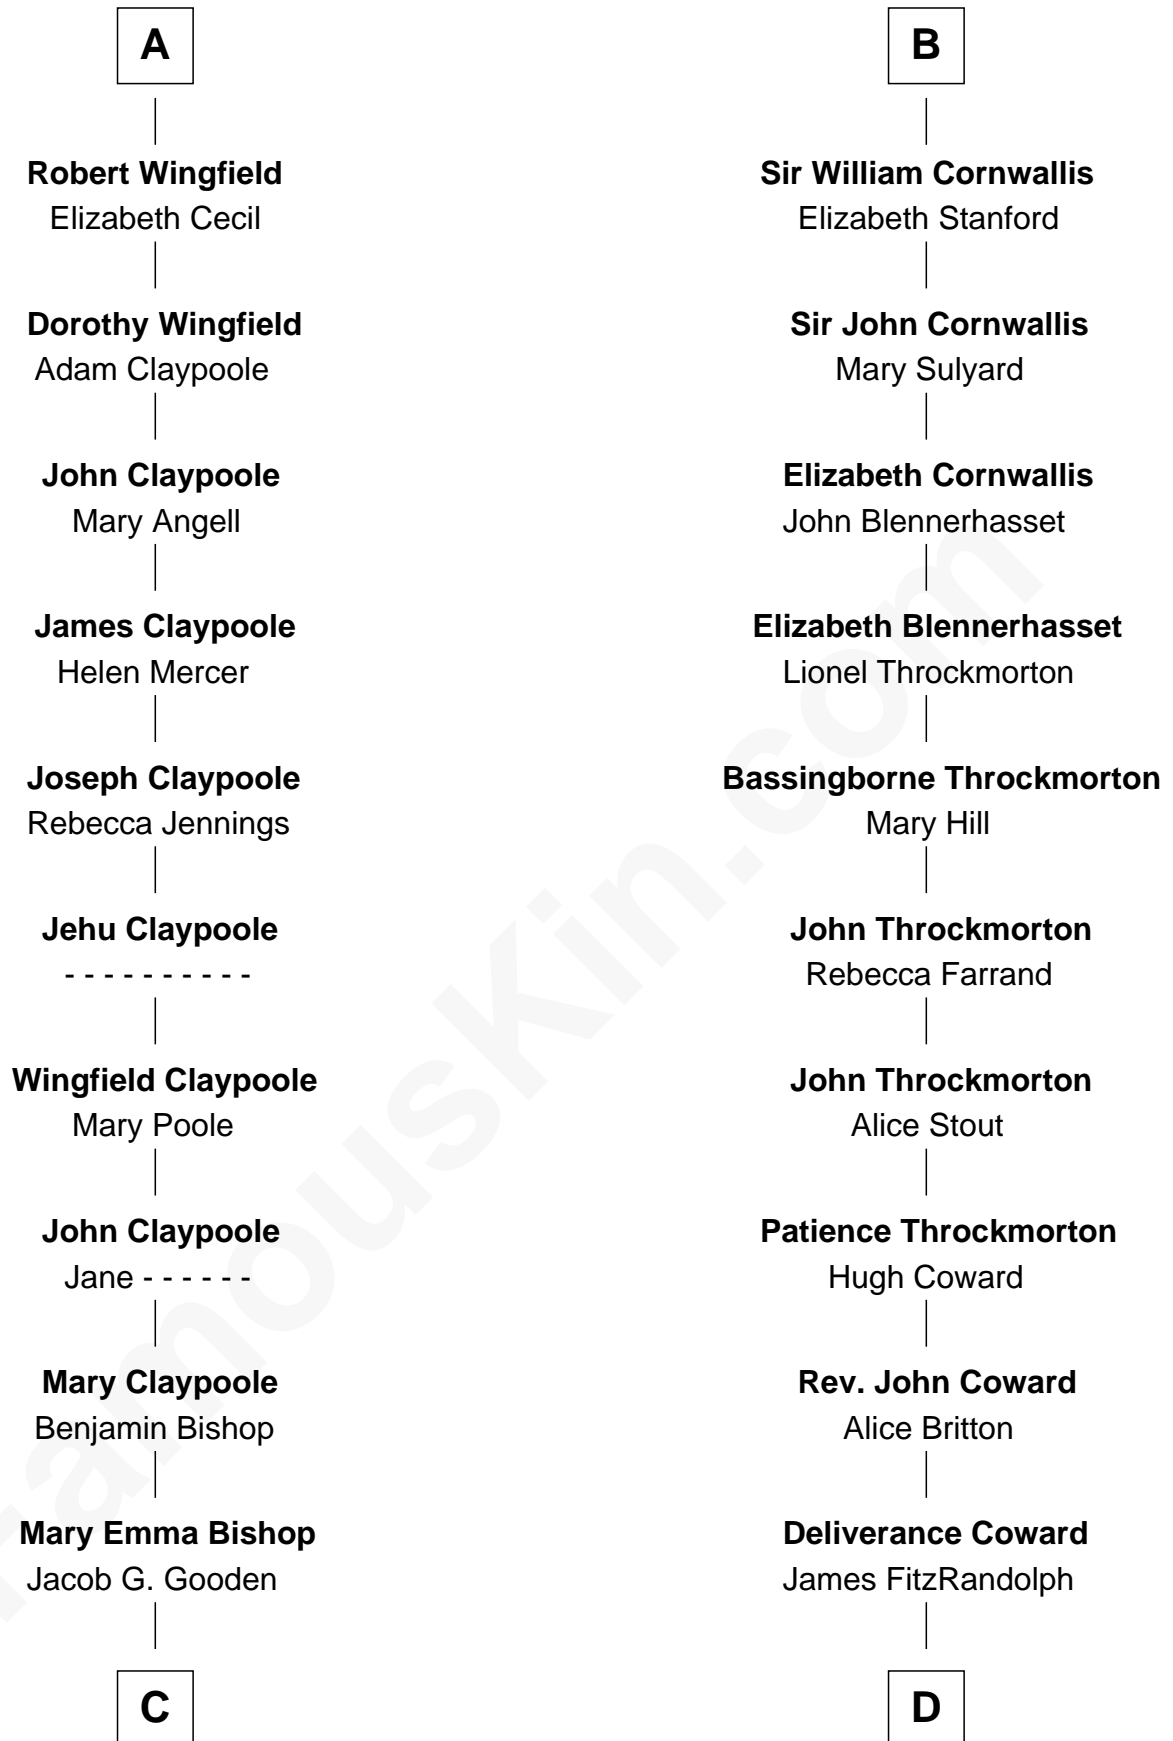 A
Robert Wingfield
Elizabeth Cecil
Dorothy Wingfield
Adam Claypoole
John Claypoole
Mary Angell
James Claypoole
Helen Mercer
Joseph Claypoole
Rebecca Jennings
Jehu Claypoole
- - - - - - - - - -
Wingfield Claypoole
Mary Poole
John Claypoole
Jane - - - - - -
Mary Claypoole
Benjamin Bishop
Mary Emma Bishop
Jacob G. Gooden
C
B
Sir William Cornwallis
Elizabeth Stanford
Sir John Cornwallis
Mary Sulyard
Elizabeth Cornwallis
John Blennerhasset
Elizabeth Blennerhasset
Lionel Throckmorton
Bassingborne Throckmorton
Mary Hill
John Throckmorton
Rebecca Farrand
John Throckmorton
Alice Stout
Patience Throckmorton
Hugh Coward
Rev. John Coward
Alice Britton
Deliverance Coward
James FitzRandolph
D
FamousKin.com